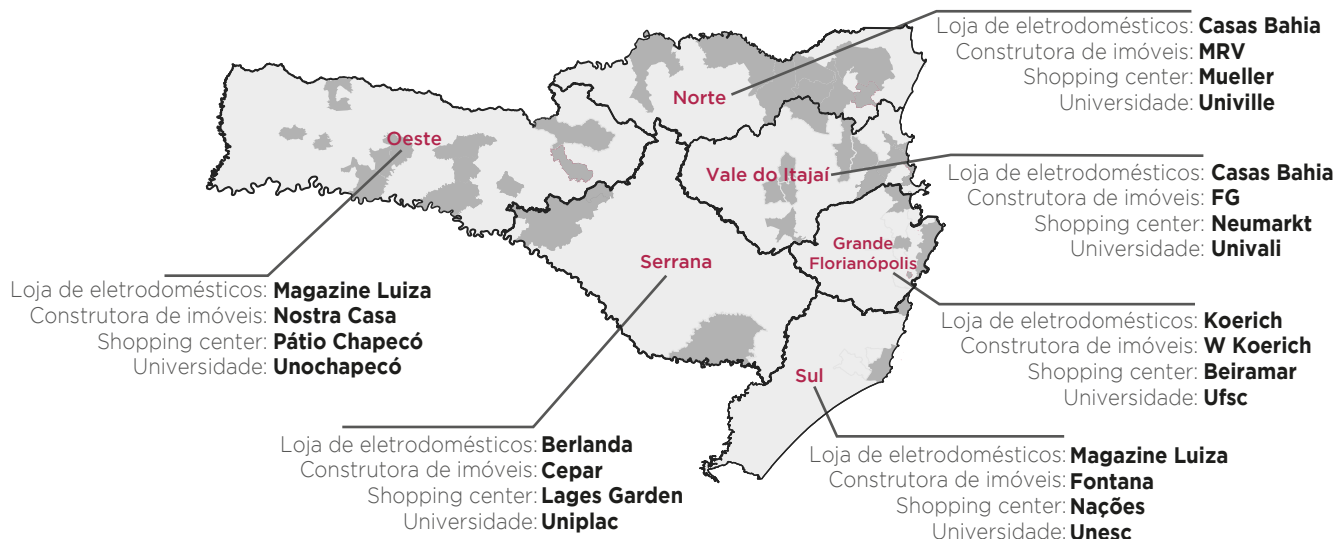 Loja de eletrodomésticos: Casas Bahia
Construtora de imóveis: MRV
Shopping center: Mueller
Universidade: Univille
Norte
Oeste
Vale do Itajaí
Loja de eletrodomésticos: Casas Bahia
Construtora de imóveis: FG
Shopping center: Neumarkt
Universidade: Univali
Grande
Florianópolis
Serrana
Loja de eletrodomésticos: Magazine Luiza
Construtora de imóveis: Nostra Casa
Shopping center: Pátio Chapecó
Universidade: Unochapecó
Loja de eletrodomésticos: Koerich
Construtora de imóveis: W Koerich
Shopping center: Beiramar
Universidade: Ufsc
Sul
Loja de eletrodomésticos: Berlanda
Construtora de imóveis: Cepar
Shopping center: Lages Garden
Universidade: Uniplac
Loja de eletrodomésticos: Magazine Luiza
Construtora de imóveis: Fontana
Shopping center: Nações
Universidade: Unesc